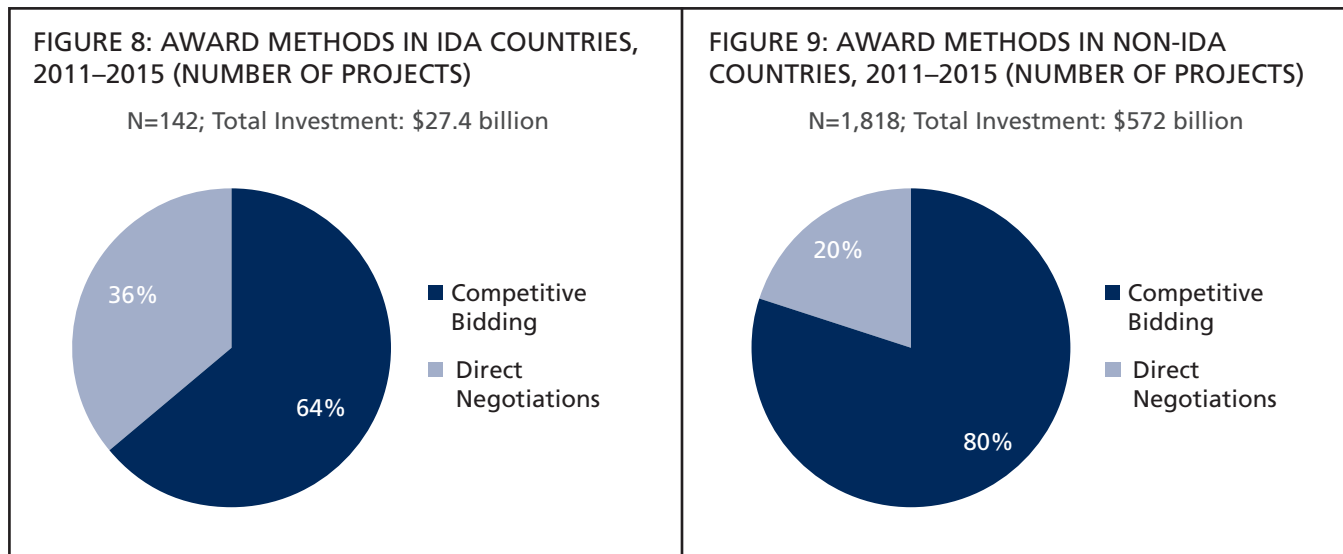 FIGURE 8: AWARD METHODS IN IDA COUNTRIES,
2011–2015 (NUMBER OF PROJECTS)
N=142; Total Investment: $27.4 billion
36%
64%
Competitive
Bidding
Direct
Negotiations
FIGURE 9: AWARD METHODS IN NON-IDA
COUNTRIES, 2011–2015 (NUMBER OF PROJECTS)
N=1,818; Total Investment: $572 billion
20%
80%
Competitive
Bidding
Direct
Negotiations